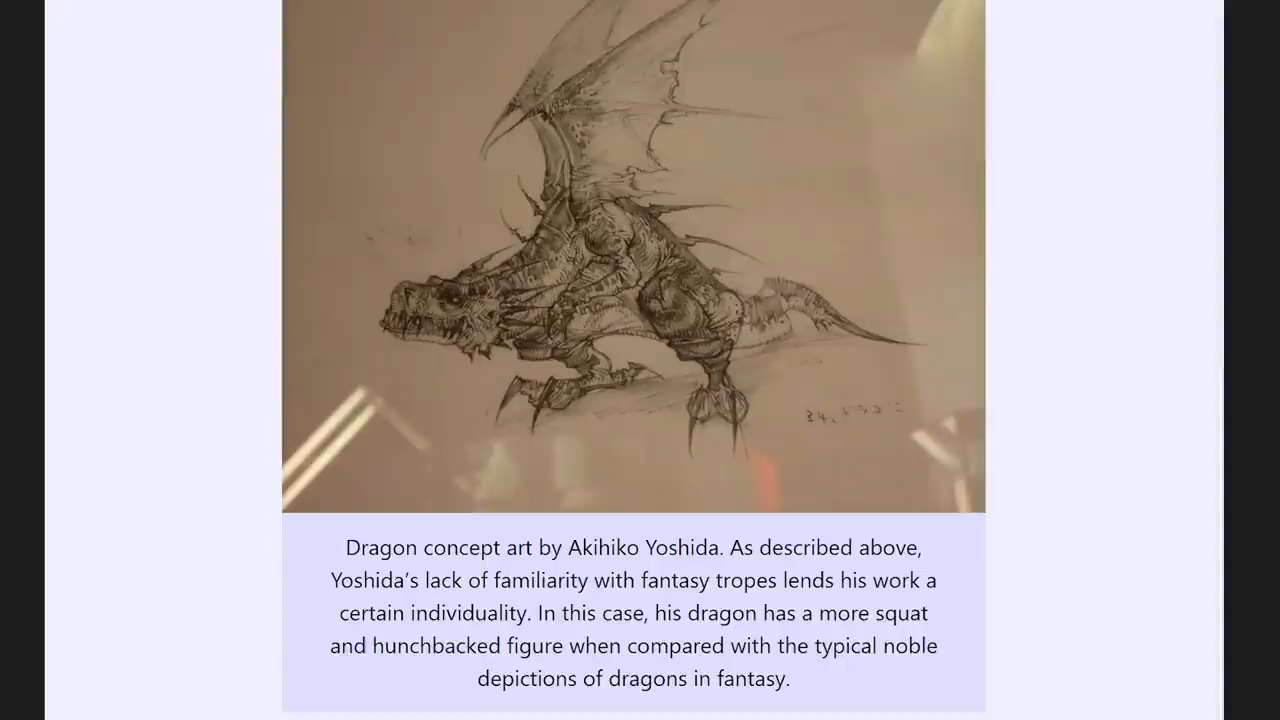 Dragon concept art by Akihiko Yoshida. As described above,
Yoshida’s lack of familiarity with fantasy tropes lends his work a
certain individuality. In this case, his dragon has a more squat
and hunchbacked figure when compared with the typical noble
depictions of dragons in fantasy.